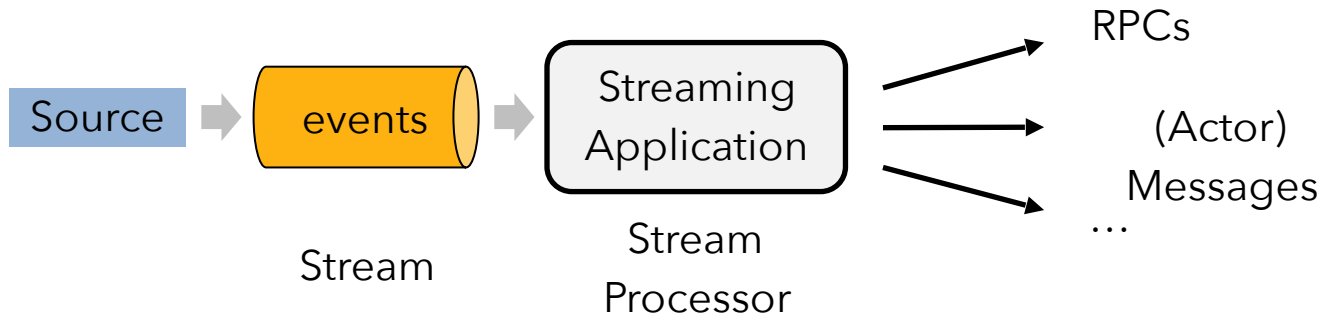 Source
events
Streaming
Application
RPCs
(Actor)
Messages
...
Stream
Stream
Processor